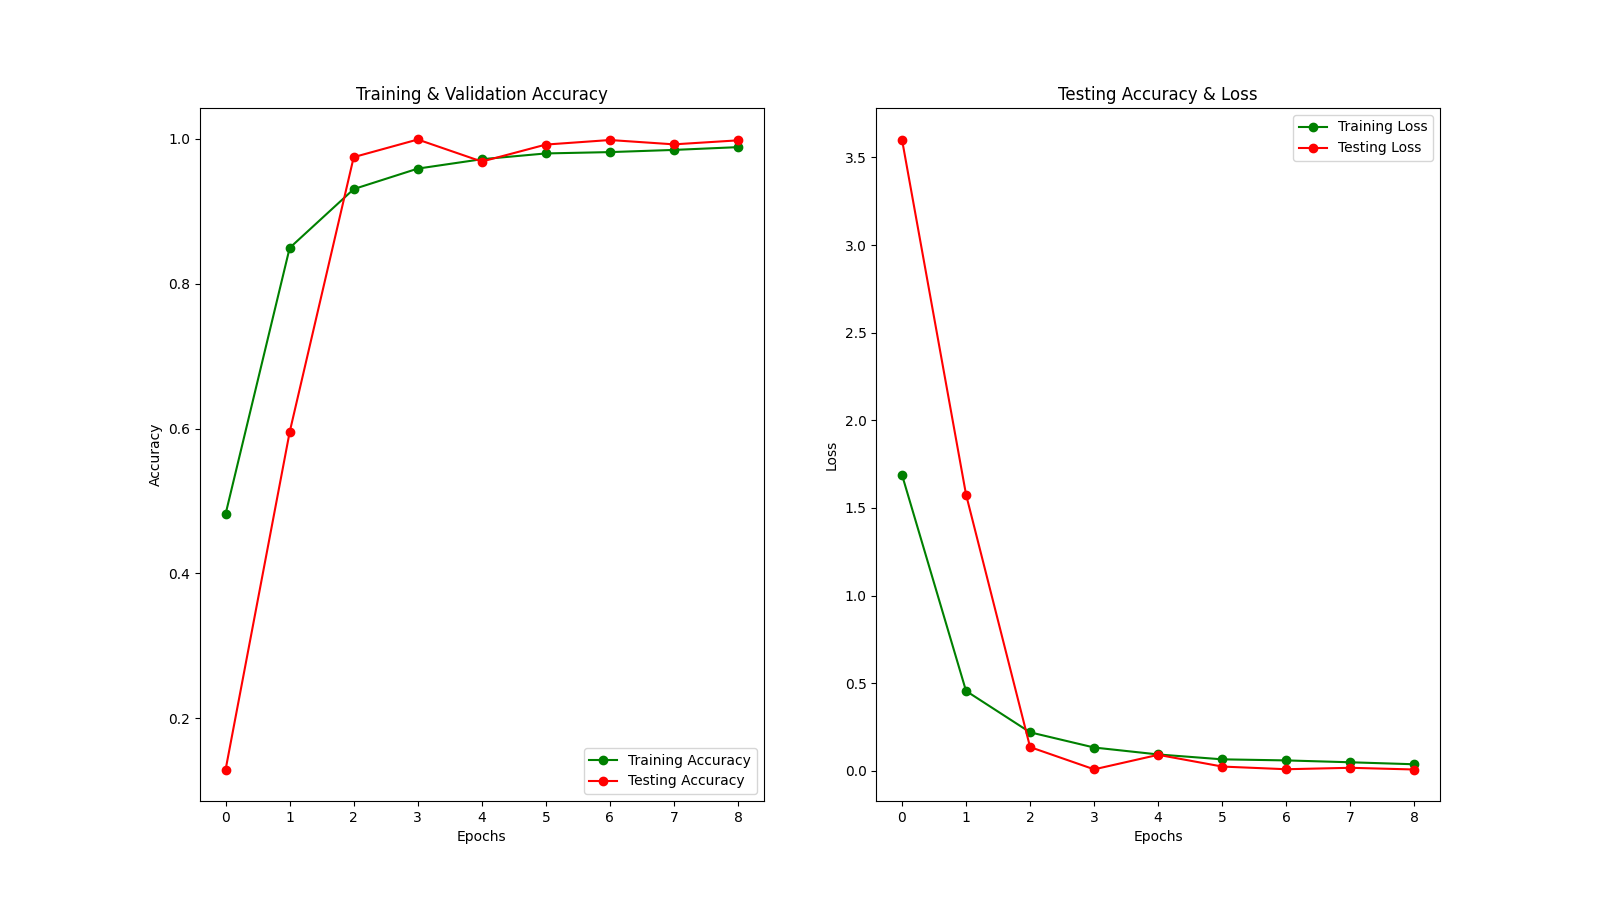 Training & Validation Accuracy
1.0
0.8
0.6
0.4
0.2
Accuracy
0 1 2 3 4 5 6 7 8
Epochs
Training Accuracy
Testing Accuracy
Testing Accuracy & Loss
3.5
3.0
2.5
2.0
1.5
1.0
0.5
0.0
Loss
0 1 2 3 4 5 6 7 8
Epochs
Training Loss
Testing Loss